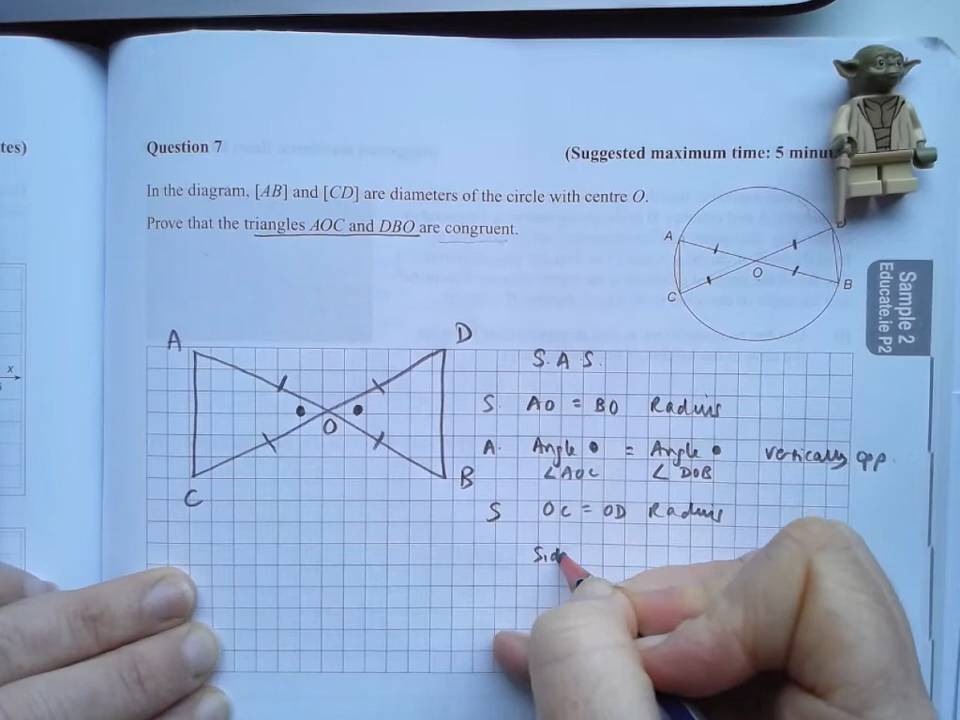 tes)
Question 7
(Suggested maximum time: 5 minu
In the diagram, [AB] and [CD] are diameters of the circle with centre O.
Prove that the triangles AOC and DBO are congruent.
A
O
B
C
Sample 2
Educate.ie P2
x
A
D
O
C
B
S.A.S.
S. AO = BO Radius
A. Angle • = Angle • vertically opp.
∠AOC ∠DOB
S OC = OD Radius
Side